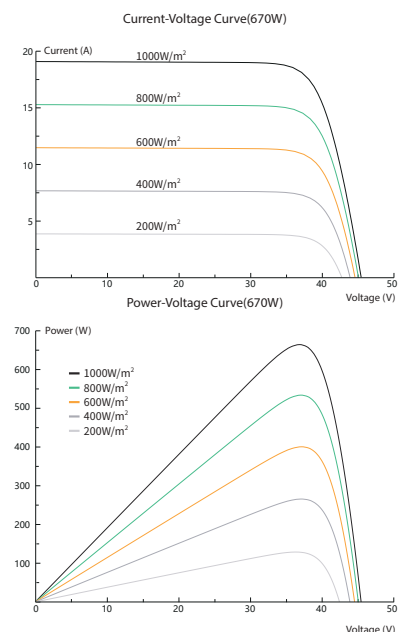 Current-Voltage Curve(670W)
20
Current (A)
1000W/m²
800W/m²
15
600W/m²
10
400W/m²
5
200W/m²
0 10 20 30 40 50
Voltage (V)
Power-Voltage Curve(670W)
700
Power (W)
600
1000W/m²
800W/m²
600W/m²
400W/m²
200W/m²
500
400
300
200
100
0 10 20 30 40 50
Voltage (V)